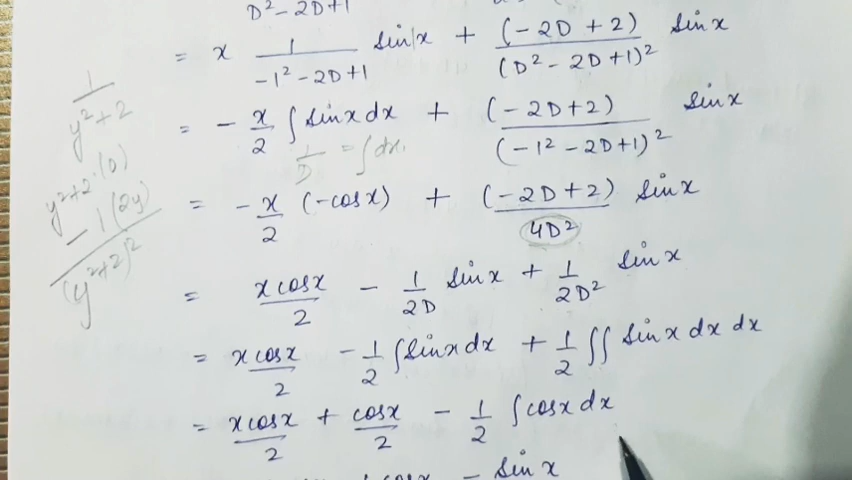 D² - 2D + 1
= x 1/(-1² - 2D + 1) sin x + (-2D + 2)/(D² - 2D + 1)² sin x
= - x/2 ∫ sin x dx + (-2D + 2)/(-1² - 2D + 1)² sin x
1/D = ∫ dx.
= - x/2 (-cos x) + (-2D + 2)/4D² sin x
= x cos x/2 - 1/2D sin x + 1/2D² sin x
= x cos x/2 - 1/2 ∫ sin x dx + 1/2 ∫∫ sin x dx dx
= x cos x/2 + cos x/2 - 1/2 ∫ cos x dx
cos x - sin x
1/(y² + 2)
y² + 2 · (0)
- 1 (2y)
(y² + 2)²